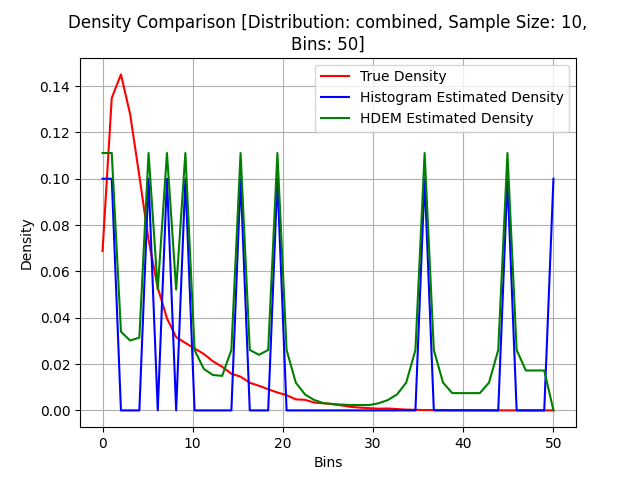 Density Comparison [Distribution: combined, Sample Size: 10,
Bins: 50]
True Density
Histogram Estimated Density
HDEM Estimated Density
Density
0.14
0.12
0.10
0.08
0.06
0.04
0.02
0.00
0 10 20 30 40 50
Bins